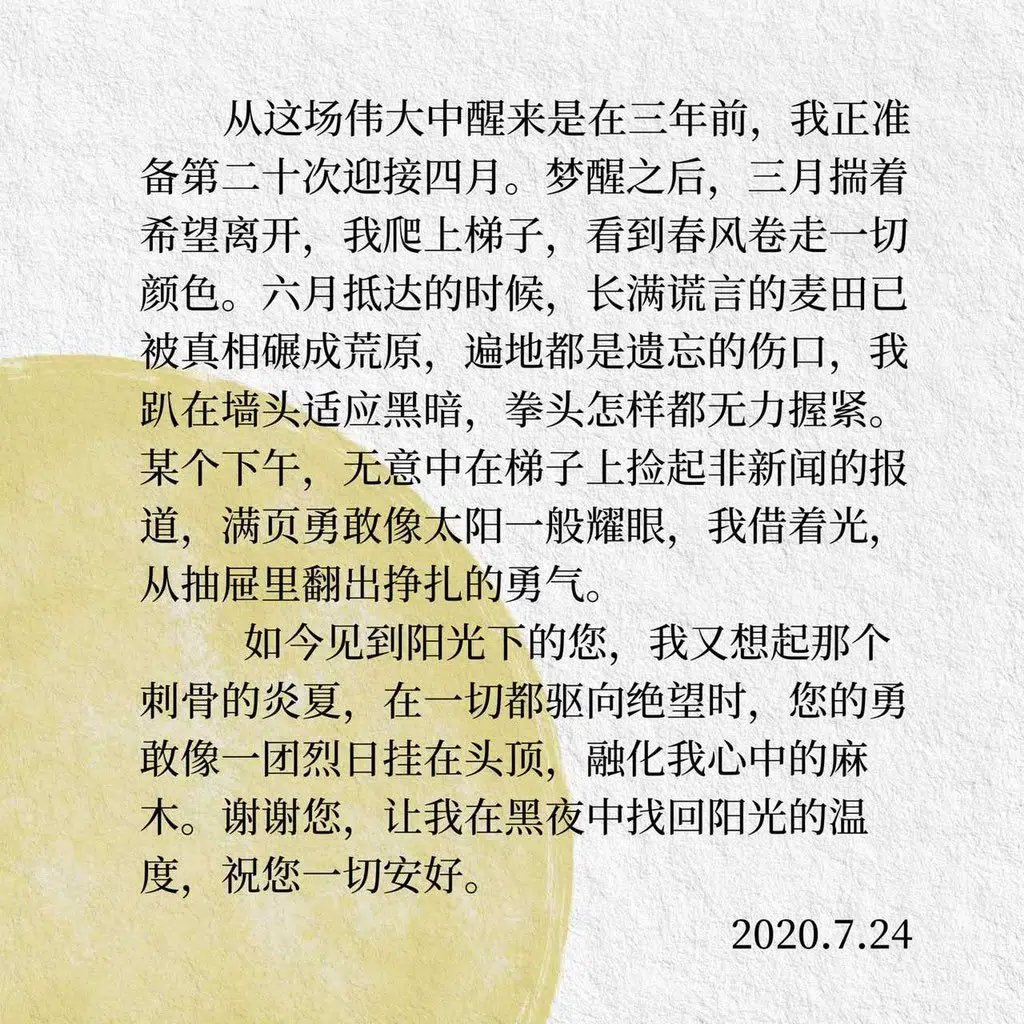 从这场伟大中醒来是在三年前，我正准
备第二十次迎接四月。梦醒之后，三月揣着
希望离开，我爬上梯子，看到春风卷走一切
颜色。六月抵达的时候，长满谎言的麦田已
被真相碾成荒原，遍地都是遗忘的伤口，我
趴在墙头适应黑暗，拳头怎样都无力握紧。
某个下午，无意中在梯子上捡起非新闻的报
道，满页勇敢像太阳一般耀眼，我借着光，
从抽屉里翻出挣扎的勇气。
如今见到阳光下的您，我又想起那个
刺骨的炎夏，在一切都驱向绝望时，您的勇
敢像一团烈日挂在头顶，融化我心中的麻
木。谢谢您，让我在黑夜中找回阳光的温
度，祝您一切安好。
2020.7.24